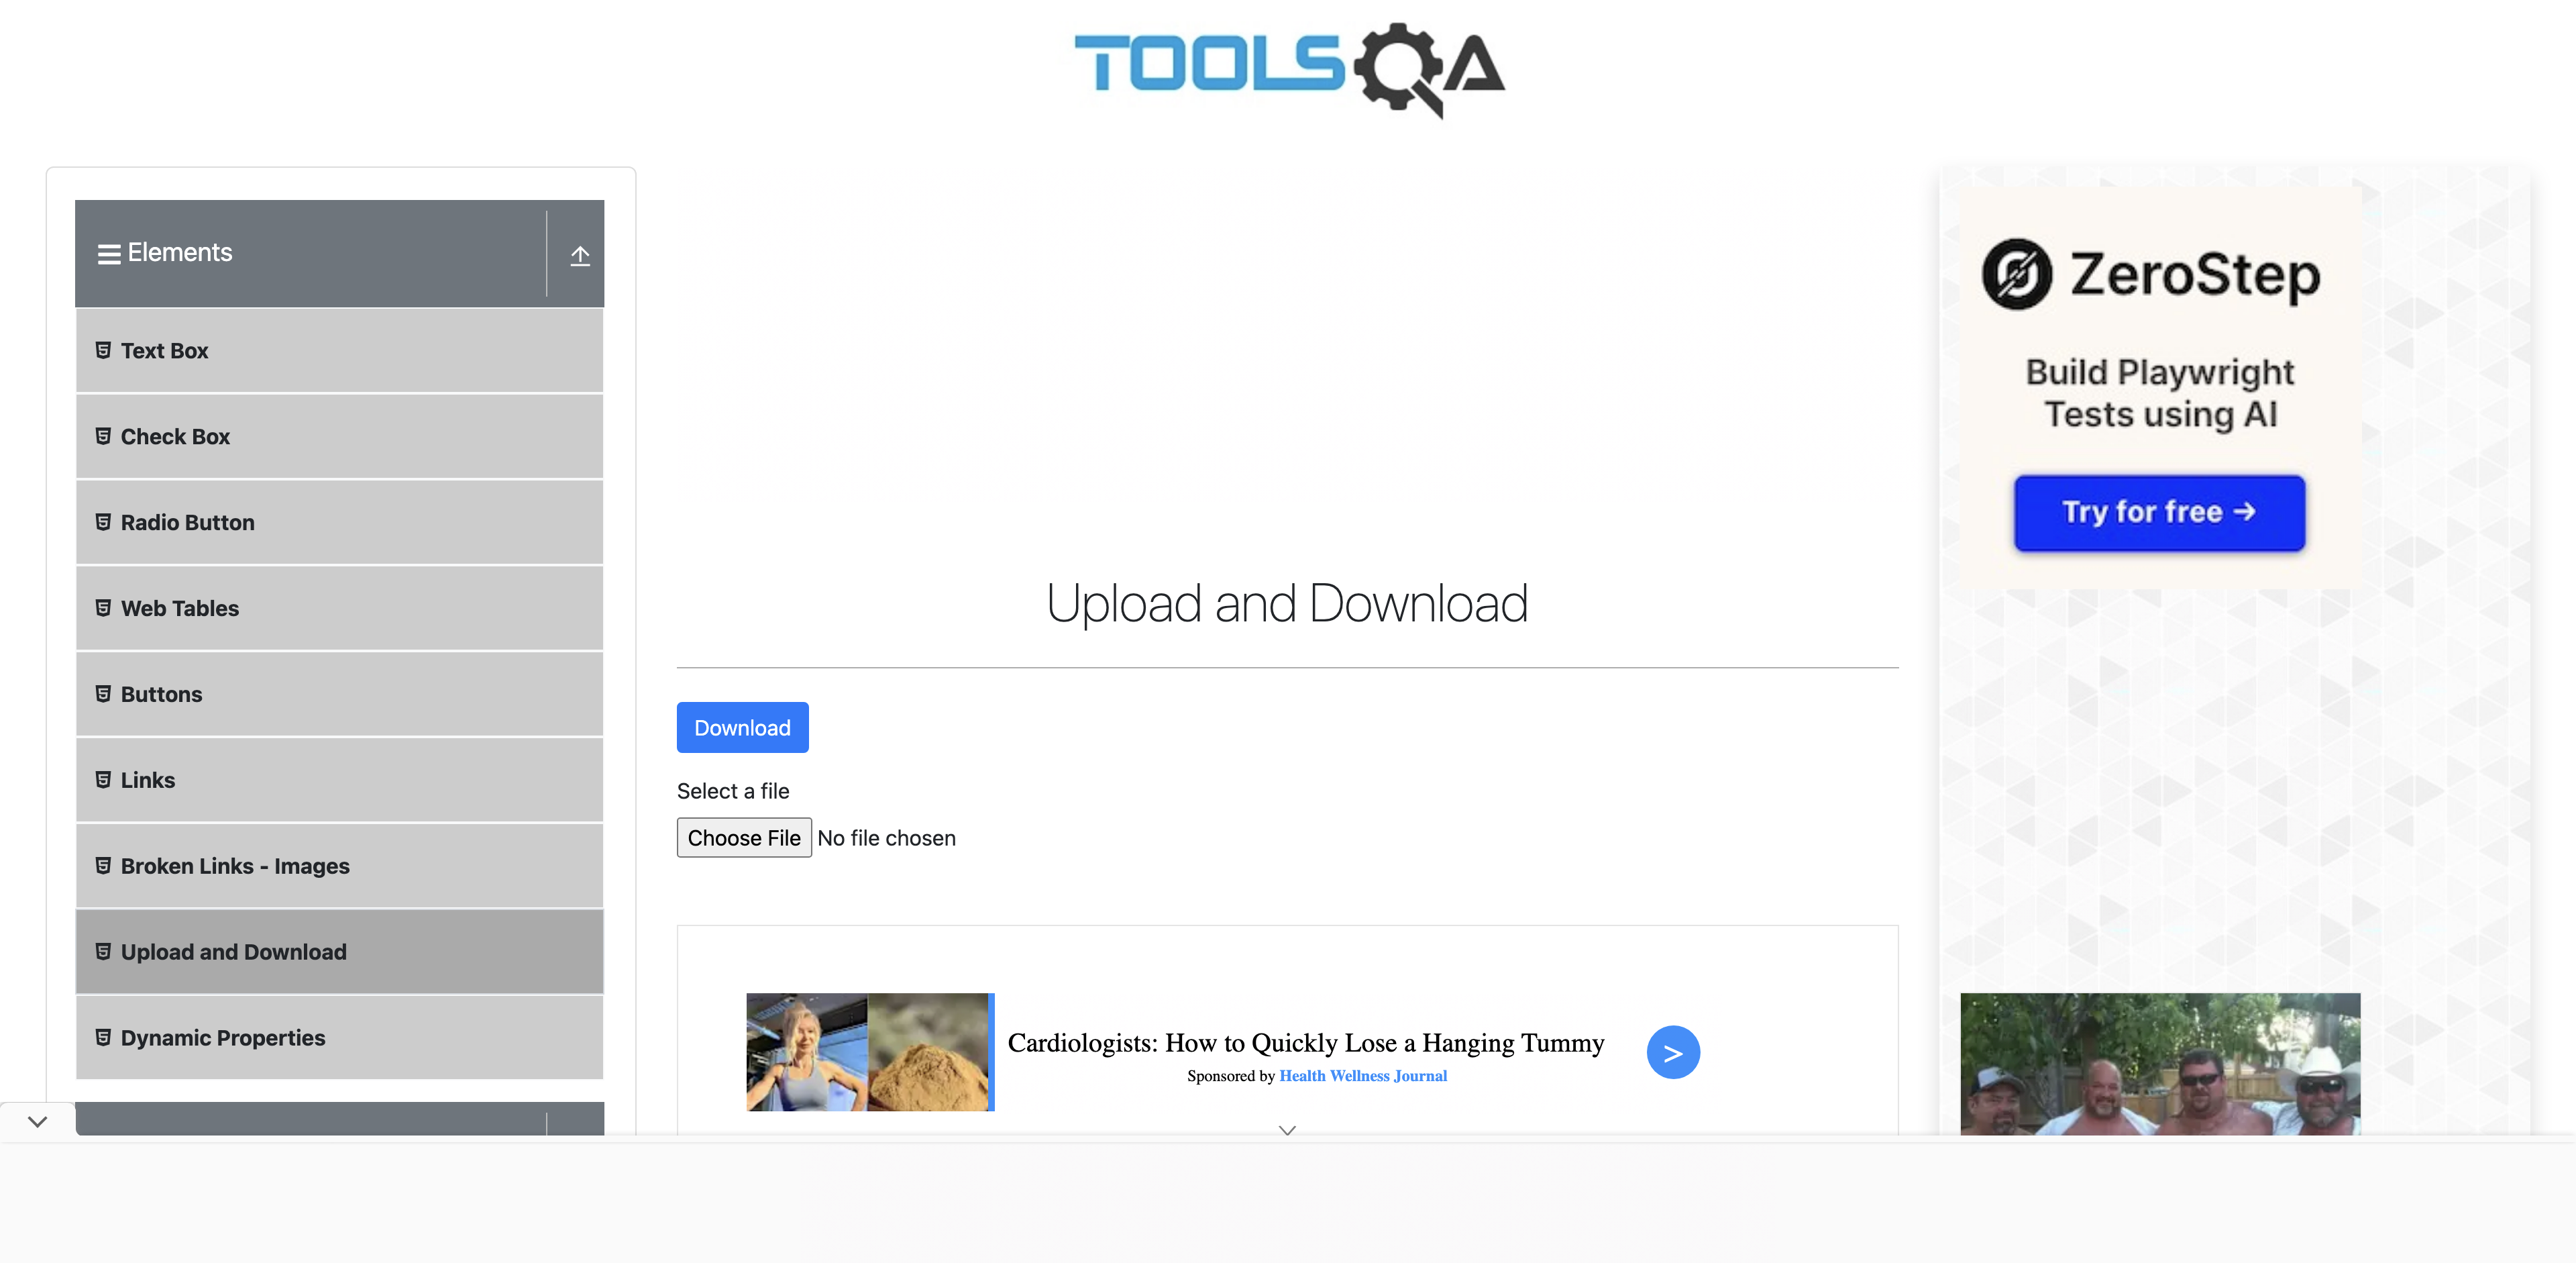 TOOLSQA
Elements
Text Box
Check Box
Radio Button
Web Tables
Buttons
Links
Broken Links - Images
Upload and Download
Dynamic Properties
Upload and Download
Download
Select a file
Choose File No file chosen
Cardiologists: How to Quickly Lose a Hanging Tummy
Sponsored by Health Wellness Journal
>
ZeroStep
Build Playwright
Tests using AI
Try for free →